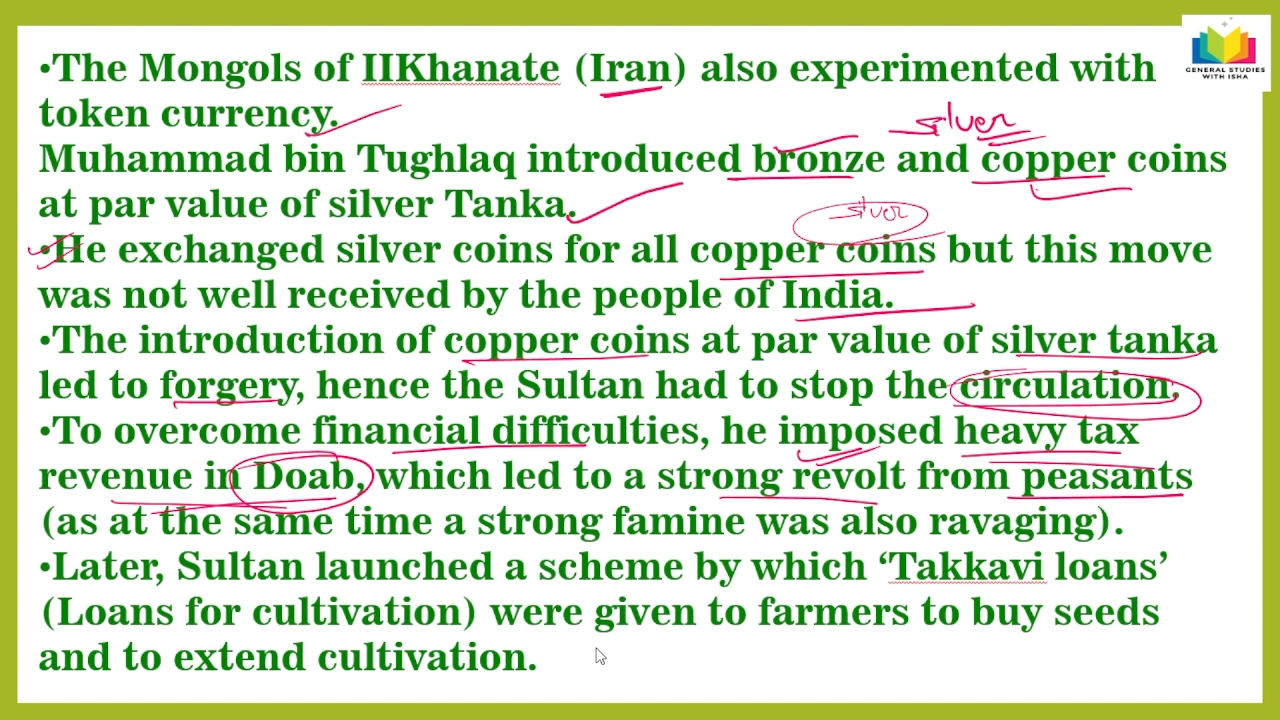 GENERAL STUDIES
WITH ISHA
•The Mongols of IIKhanate (Iran) also experimented with
token currency.
silver
Muhammad bin Tughlaq introduced bronze and copper coins
at par value of silver Tanka.
silver
•He exchanged silver coins for all copper coins but this move
was not well received by the people of India.
•The introduction of copper coins at par value of silver tanka
led to forgery, hence the Sultan had to stop the circulation.
•To overcome financial difficulties, he imposed heavy tax
revenue in Doab, which led to a strong revolt from peasants
(as at the same time a strong famine was also ravaging).
•Later, Sultan launched a scheme by which ‘Takkavi loans’
(Loans for cultivation) were given to farmers to buy seeds
and to extend cultivation.